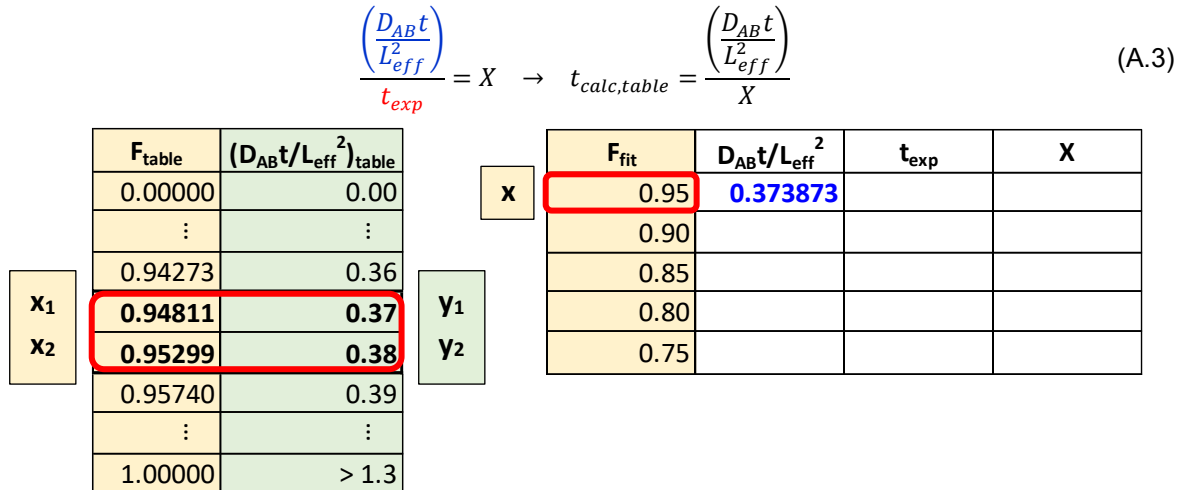 (D_AB t / L_eff^2) / t_exp = X → t_calc,table = (D_AB t / L_eff^2) / X (A.3)
F_table (D_AB t/L_eff^2)_table
0.00000 0.00
⋮ ⋮
0.94273 0.36
x1 0.94811 0.37 y1
x2 0.95299 0.38 y2
0.95740 0.39
⋮ ⋮
1.00000 > 1.3
F_fit D_AB t/L_eff^2 t_exp X
x 0.95 0.373873
0.90
0.85
0.80
0.75